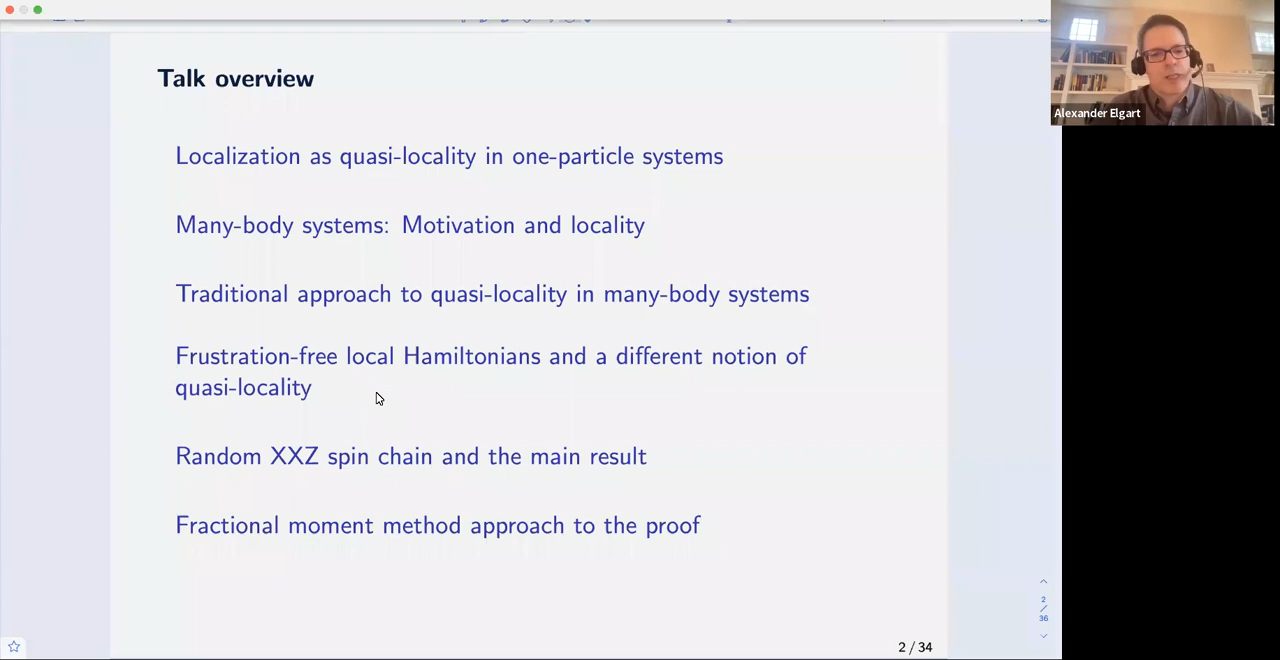 Talk overview
Alexander Elgart
Localization as quasi-locality in one-particle systems
Many-body systems: Motivation and locality
Traditional approach to quasi-locality in many-body systems
Frustration-free local Hamiltonians and a different notion of
quasi-locality
Random XXZ spin chain and the main result
Fractional moment method approach to the proof
2
/
36
2 / 34